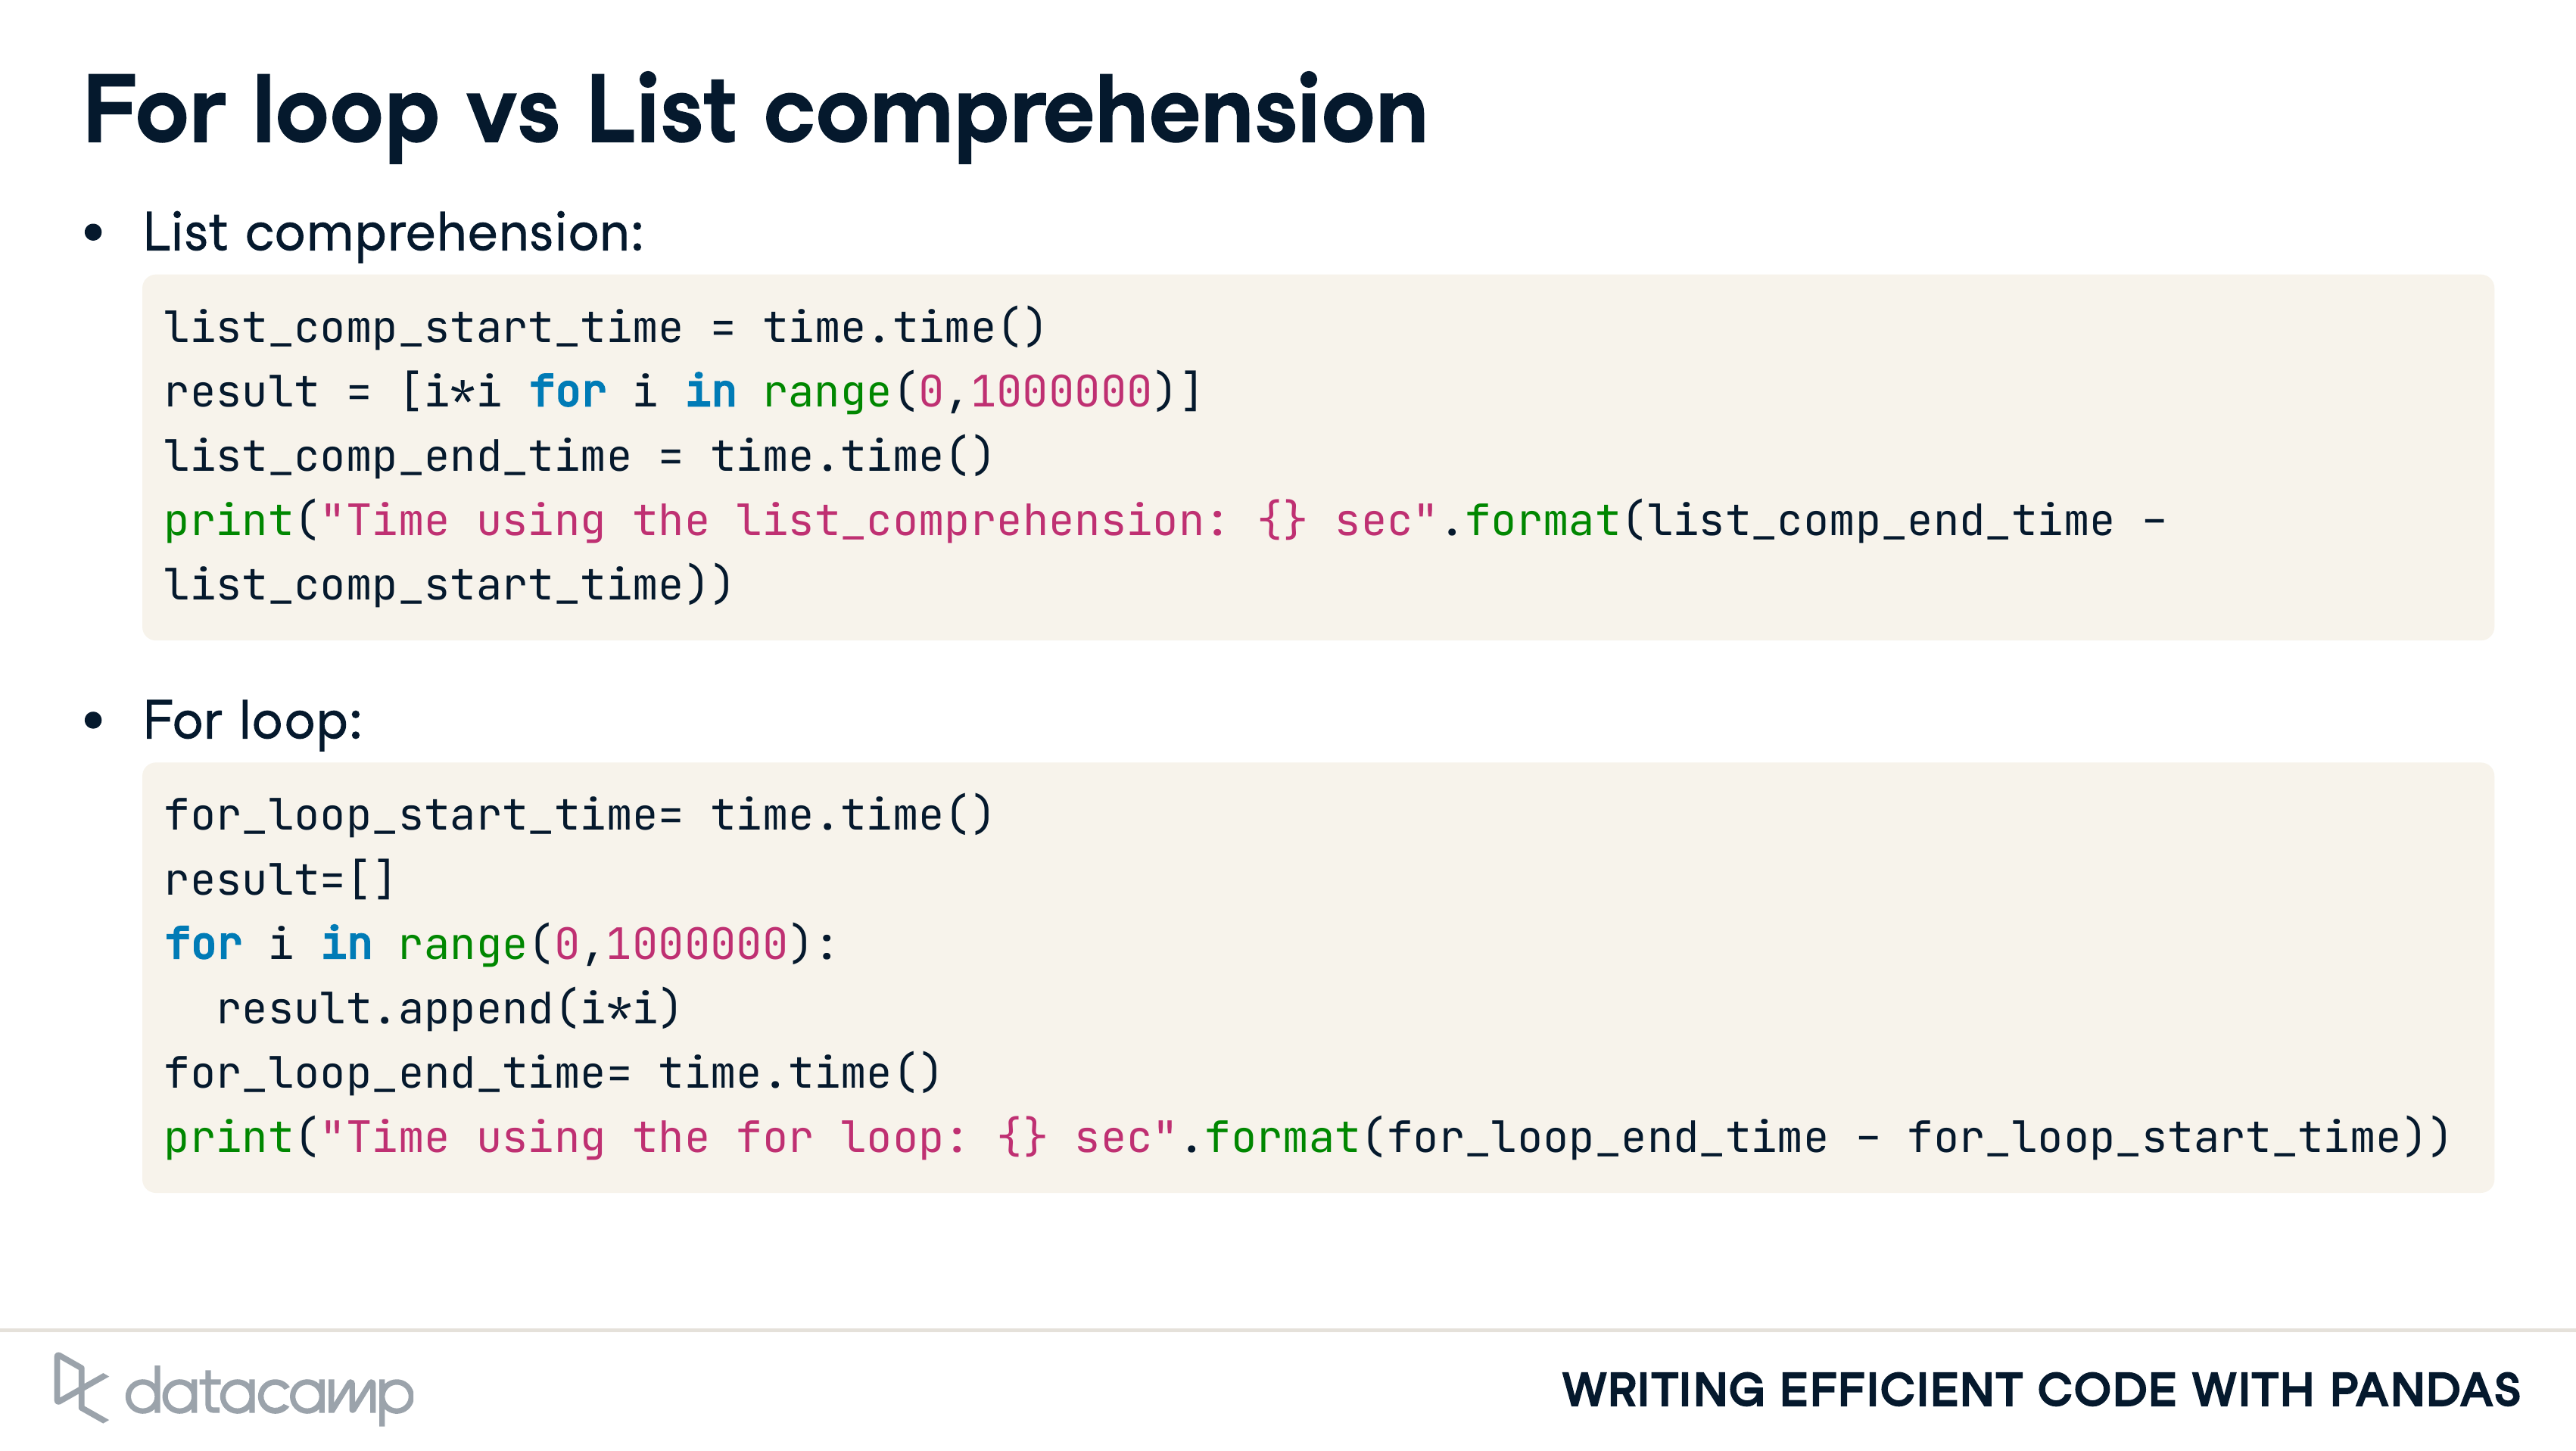 For loop vs List comprehension
• List comprehension:
list_comp_start_time = time.time()
result = [i*i for i in range(0,1000000)]
list_comp_end_time = time.time()
print("Time using the list_comprehension: {} sec".format(list_comp_end_time -
list_comp_start_time))
• For loop:
for_loop_start_time= time.time()
result=[]
for i in range(0,1000000):
  result.append(i*i)
for_loop_end_time= time.time()
print("Time using the for loop: {} sec".format(for_loop_end_time - for_loop_start_time))
datacamp
WRITING EFFICIENT CODE WITH PANDAS